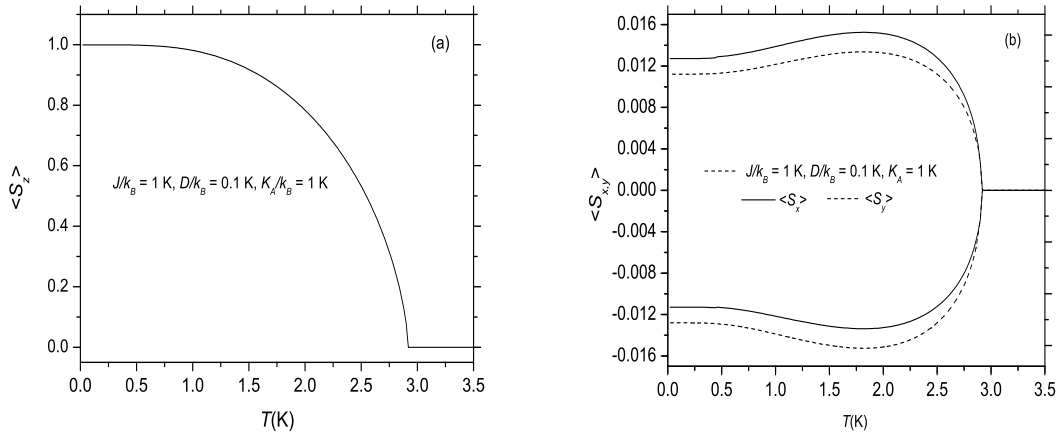 (a)
1.0
0.8
0.6
0.4
0.2
0.0
<S_z>
J/k_B = 1 K, D/k_B = 0.1 K, K_A/k_B = 1 K
0.0 0.5 1.0 1.5 2.0 2.5 3.0 3.5
T(K)
(b)
0.016
0.012
0.008
0.004
0.000
-0.004
-0.008
-0.012
-0.016
<S_x,y>
J/k_B = 1 K, D/k_B = 0.1 K, K_A = 1 K
<S_x> <S_y>
0.0 0.5 1.0 1.5 2.0 2.5 3.0 3.5
T(K)